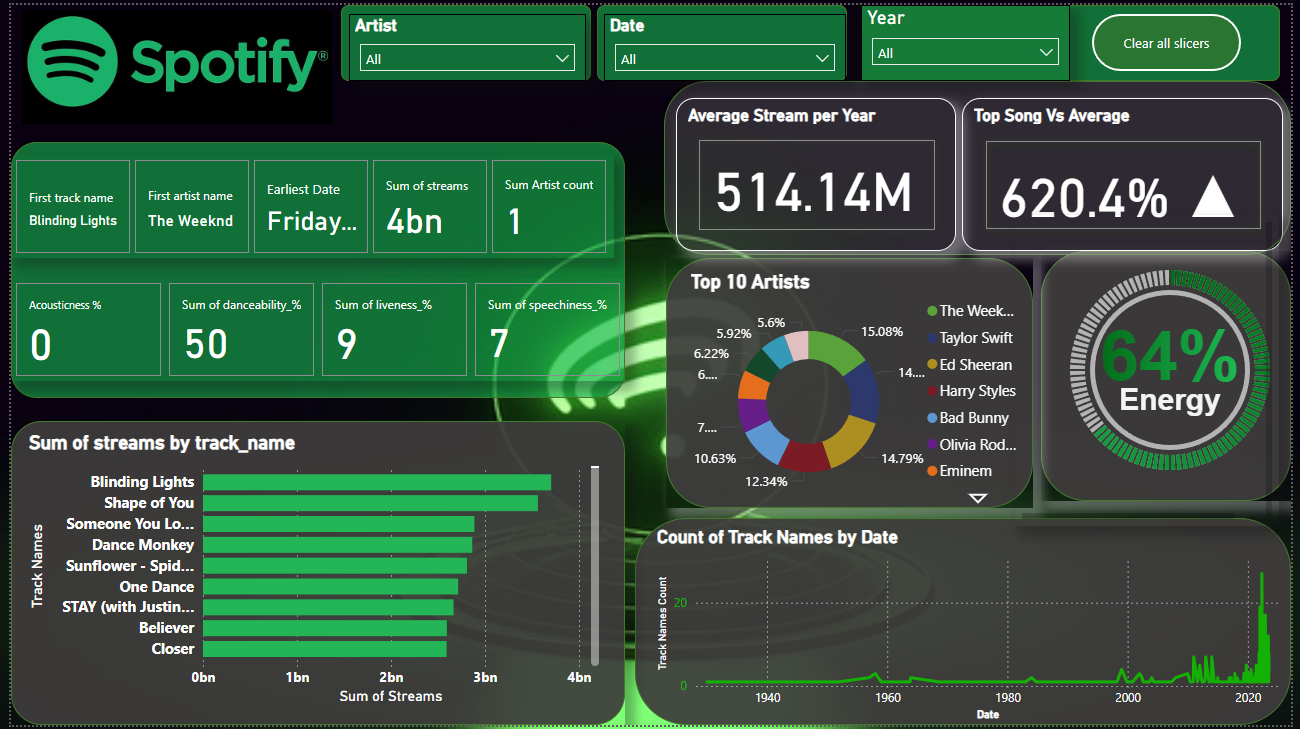 Spotify®
Artist
All
Date
All
Year
All
Clear all slicers
First track name
Blinding Lights
First artist name
The Weeknd
Earliest Date
Friday...
Sum of streams
4bn
Sum Artist count
1
Acousticness %
0
Sum of danceability_%
50
Sum of liveness_%
9
Sum of speechiness_%
7
Average Stream per Year
514.14M
Top Song Vs Average
620.4%
Top 10 Artists
15.08%
14....
14.79%
12.34%
10.63%
7....
6....
6.22%
5.92%
5.6%
The Week...
Taylor Swift
Ed Sheeran
Harry Styles
Bad Bunny
Olivia Rod...
Eminem
64%
Energy
Sum of streams by track_name
Track Names
Blinding Lights
Shape of You
Someone You Lo...
Dance Monkey
Sunflower - Spid...
One Dance
STAY (with Justin...
Believer
Closer
0bn 1bn 2bn 3bn 4bn
Sum of Streams
Count of Track Names by Date
Track Names Count
20
0
1940 1960 1980 2000 2020
Date